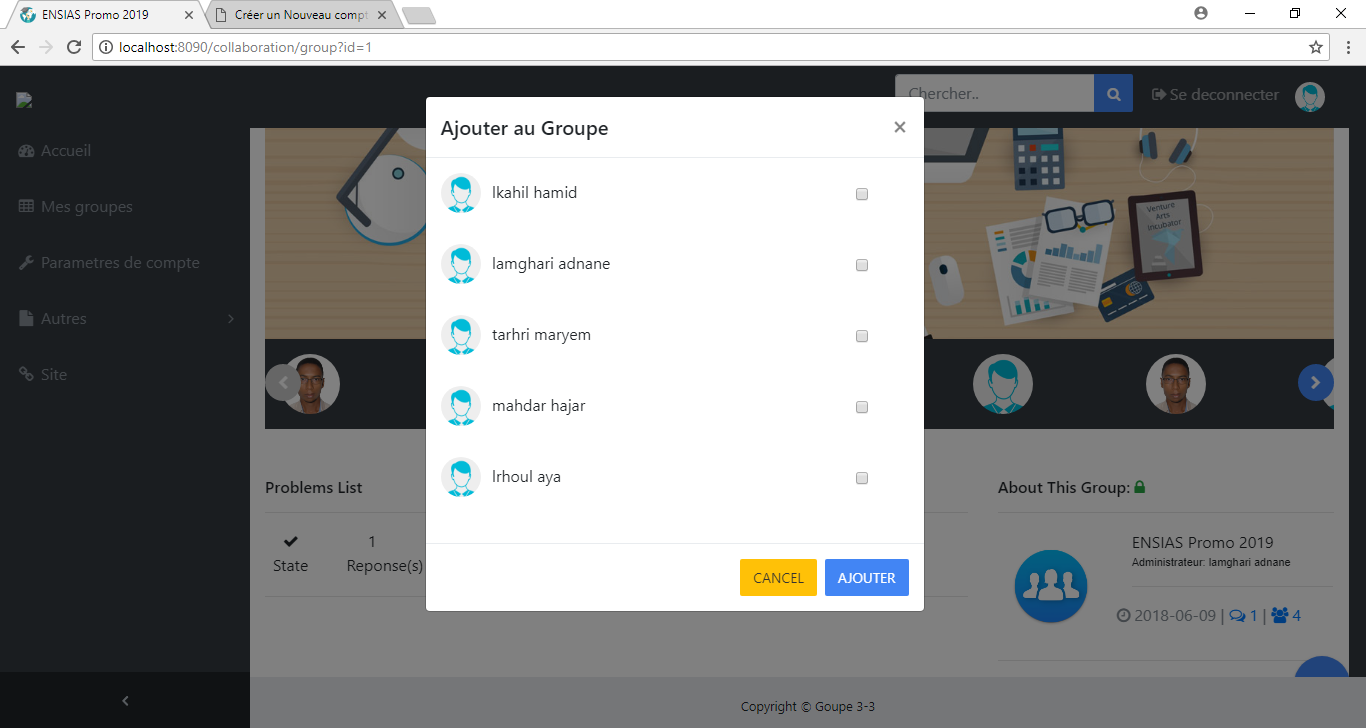 ENSIAS Promo 2019
Créer un Nouveau compt
localhost:8090/collaboration/group?id=1
Chercher..
Se deconnecter
Accueil
Mes groupes
Parametres de compte
Autres
Site
Ajouter au Groupe
lkahil hamid
lamghari adnane
tarhri maryem
mahdar hajar
lrhoul aya
CANCEL
AJOUTER
Venture
Arts
Incubator
Problems List
State
1
Reponse(s)
About This Group:
ENSIAS Promo 2019
Administrateur: lamghari adnane
2018-06-09 | 1 | 4
Copyright © Goupe 3-3